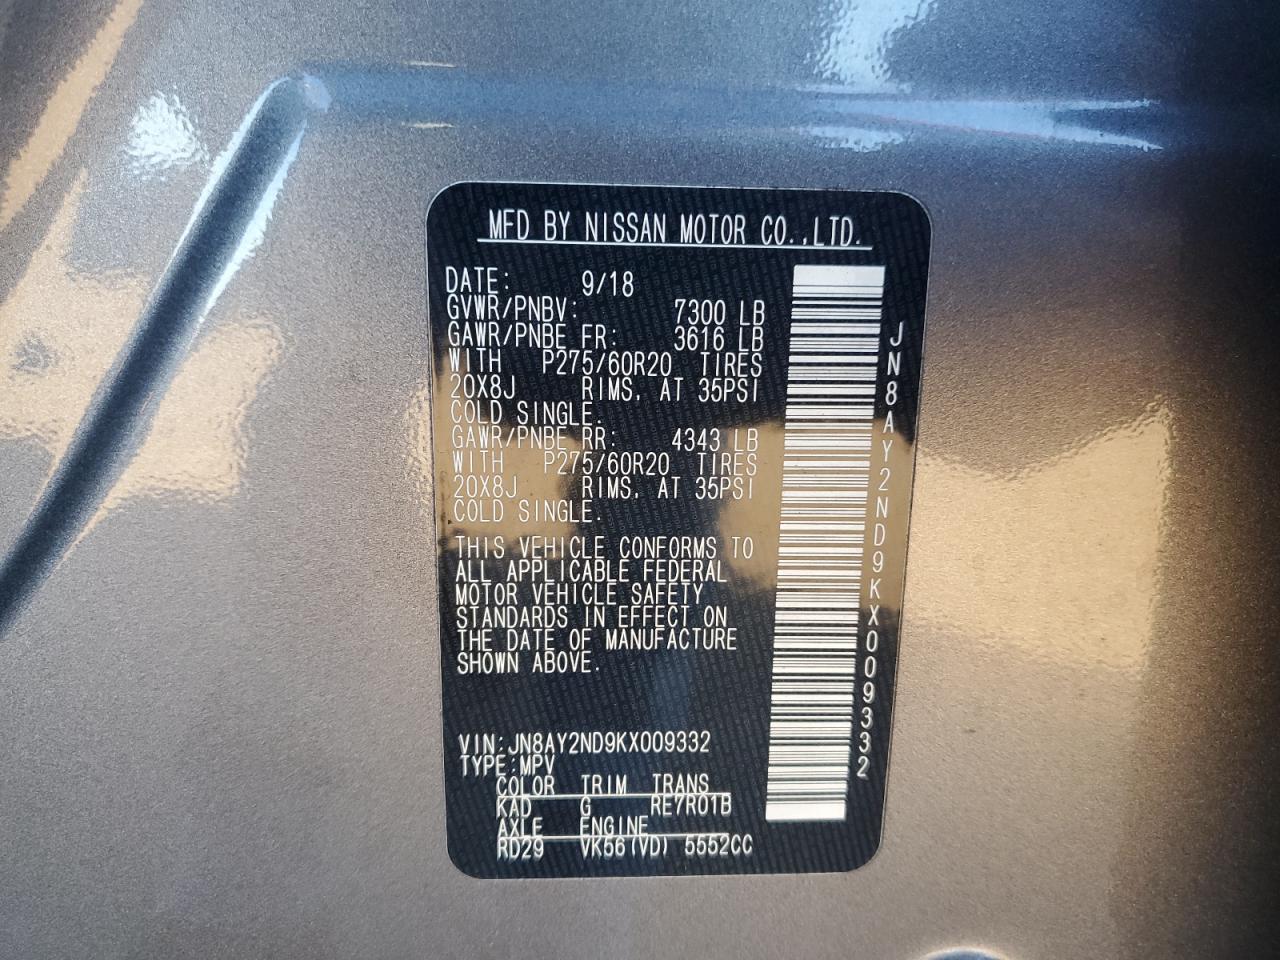 MFD BY NISSAN MOTOR CO.,LTD.
DATE: 9/18
GVWR/PNBV: 7300 LB
GAWR/PNBE FR: 3616 LB
WITH P275/60R20 TIRES
20X8J RIMS, AT 35PSI
COLD SINGLE.
GAWR/PNBE RR: 4343 LB
WITH P275/60R20 TIRES
20X8J RIMS, AT 35PSI
COLD SINGLE.
THIS VEHICLE CONFORMS TO
ALL APPLICABLE FEDERAL
MOTOR VEHICLE SAFETY
STANDARDS IN EFFECT ON
THE DATE OF MANUFACTURE
SHOWN ABOVE.
VIN:JN8AY2ND9KX009332
TYPE:MPV
COLOR TRIM TRANS
KAD G RE7R01B
AXLE ENGINE
RD29 VK56(VD) 5552CC
JN8AY2ND9KX009332